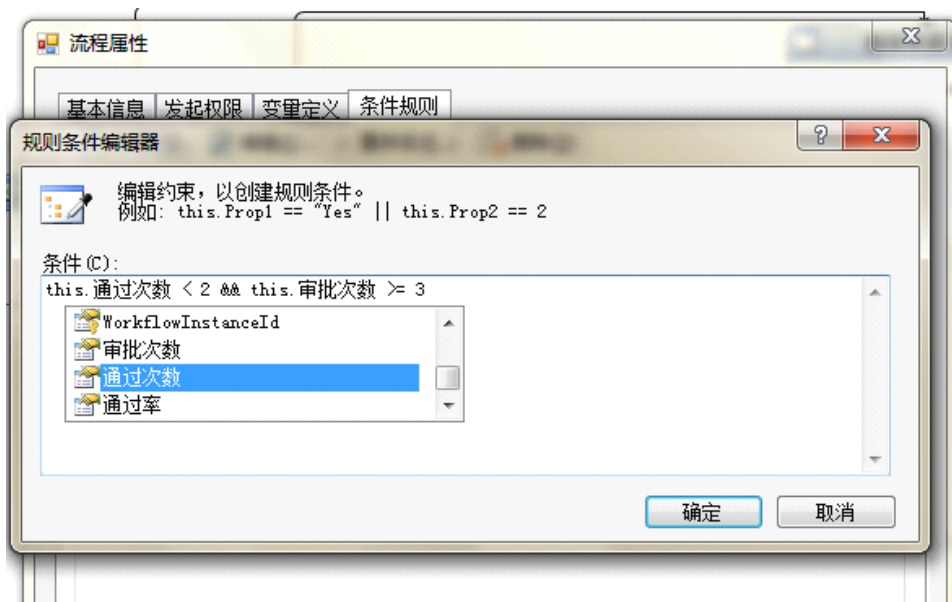 流程属性
基本信息 发起权限 变量定义 条件规则
规则条件编辑器
编辑约束，以创建规则条件。
例如: this.Prop1 == "Yes" || this.Prop2 == 2
条件(C):
this.通过次数 < 2 && this.审批次数 >= 3
WorkflowInstanceId
审批次数
通过次数
通过率
确定 取消